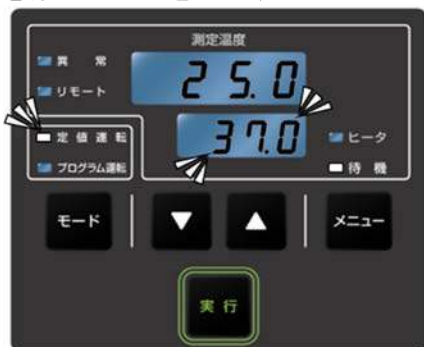 測定温度
異常
25.0
リモート
37.0
定値運転
ヒータ
プログラム運転
待機
モード
▼
▲
メニュー
実行